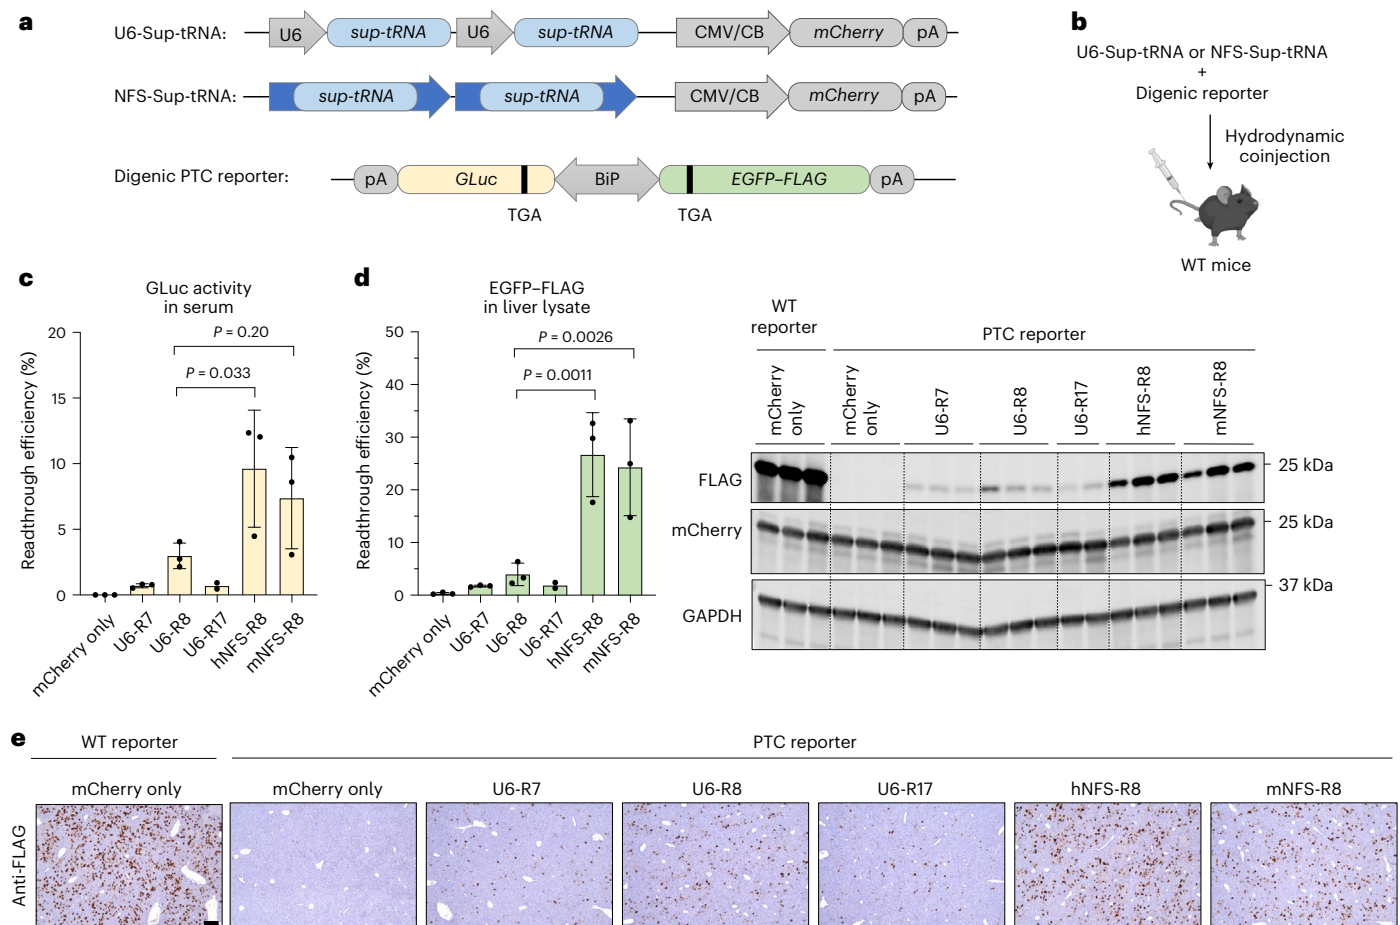 a
U6-Sup-tRNA:
U6
sup-tRNA
U6
sup-tRNA
CMV/CB
mCherry
pA
NFS-Sup-tRNA:
sup-tRNA
sup-tRNA
CMV/CB
mCherry
pA
Digenic PTC reporter:
pA
GLuc
BiP
EGFP–FLAG
pA
TGA
TGA
b
U6-Sup-tRNA or NFS-Sup-tRNA
+
Digenic reporter
Hydrodynamic
coinjection
WT mice
c
GLuc activity
in serum
Readthrough efficiency (%)
20
15
10
5
0
P = 0.20
P = 0.033
mCherry only
U6-R7
U6-R8
U6-R17
hNFS-R8
mNFS-R8
d
EGFP–FLAG
in liver lysate
Readthrough efficiency (%)
50
40
30
20
10
0
P = 0.0026
P = 0.0011
mCherry only
U6-R7
U6-R8
U6-R17
hNFS-R8
mNFS-R8
WT
reporter
PTC reporter
mCherry
only
mCherry
only
U6-R7
U6-R8
U6-R17
hNFS-R8
mNFS-R8
FLAG
25 kDa
mCherry
25 kDa
GAPDH
37 kDa
e
WT reporter
PTC reporter
mCherry only
mCherry only
U6-R7
U6-R8
U6-R17
hNFS-R8
mNFS-R8
Anti-FLAG